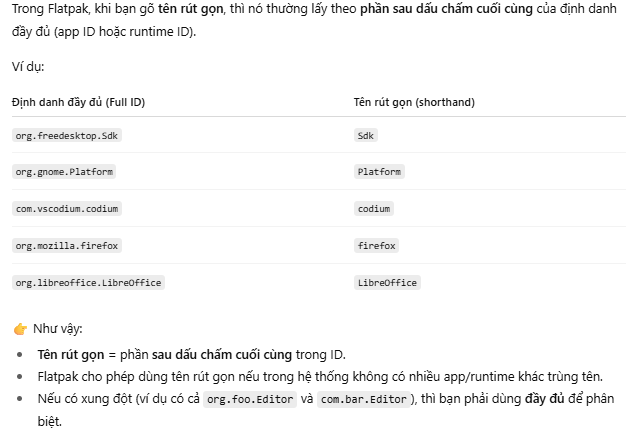 Trong Flatpak, khi bạn gõ tên rút gọn, thì nó thường lấy theo phần sau dấu chấm cuối cùng của định danh
đầy đủ (app ID hoặc runtime ID).
Ví dụ:
Định danh đầy đủ (Full ID) Tên rút gọn (shorthand)
org.freedesktop.Sdk Sdk
org.gnome.Platform Platform
com.vscodium.codium codium
org.mozilla.firefox firefox
org.libreoffice.LibreOffice LibreOffice
👉 Như vậy:
• Tên rút gọn = phần sau dấu chấm cuối cùng trong ID.
• Flatpak cho phép dùng tên rút gọn nếu trong hệ thống không có nhiều app/runtime khác trùng tên.
• Nếu có xung đột (ví dụ có cả org.foo.Editor và com.bar.Editor), thì bạn phải dùng đầy đủ để phân
biệt.